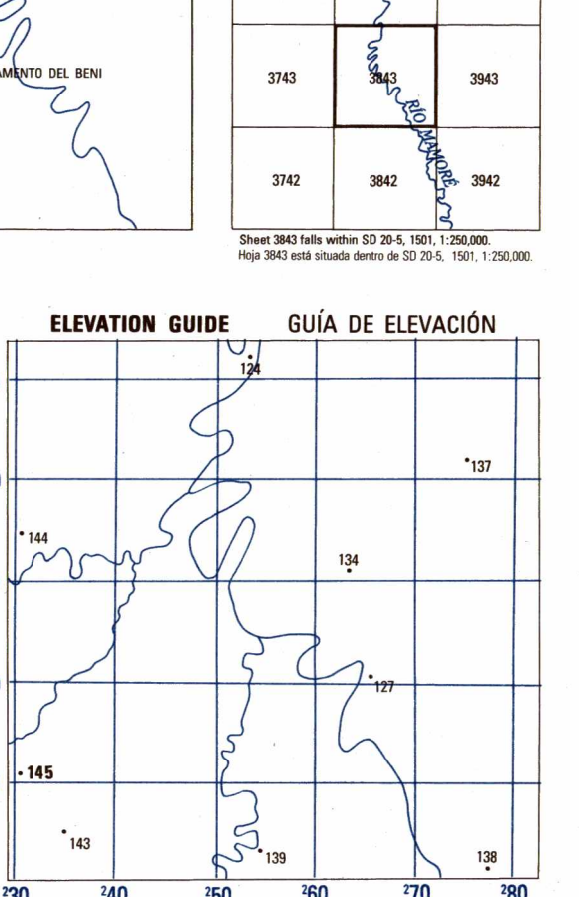 AMENTO DEL BENI
3743
3843
3943
RÍO MAMORÉ
3742
3842
3942
Sheet 3843 falls within SD 20-5, 1501, 1:250,000.
Hoja 3843 está situada dentro de SD 20-5, 1501, 1:250,000.
ELEVATION GUIDE GUÍA DE ELEVACIÓN
124
137
144
134
127
145
143
139
138
230 240 250 260 270 280